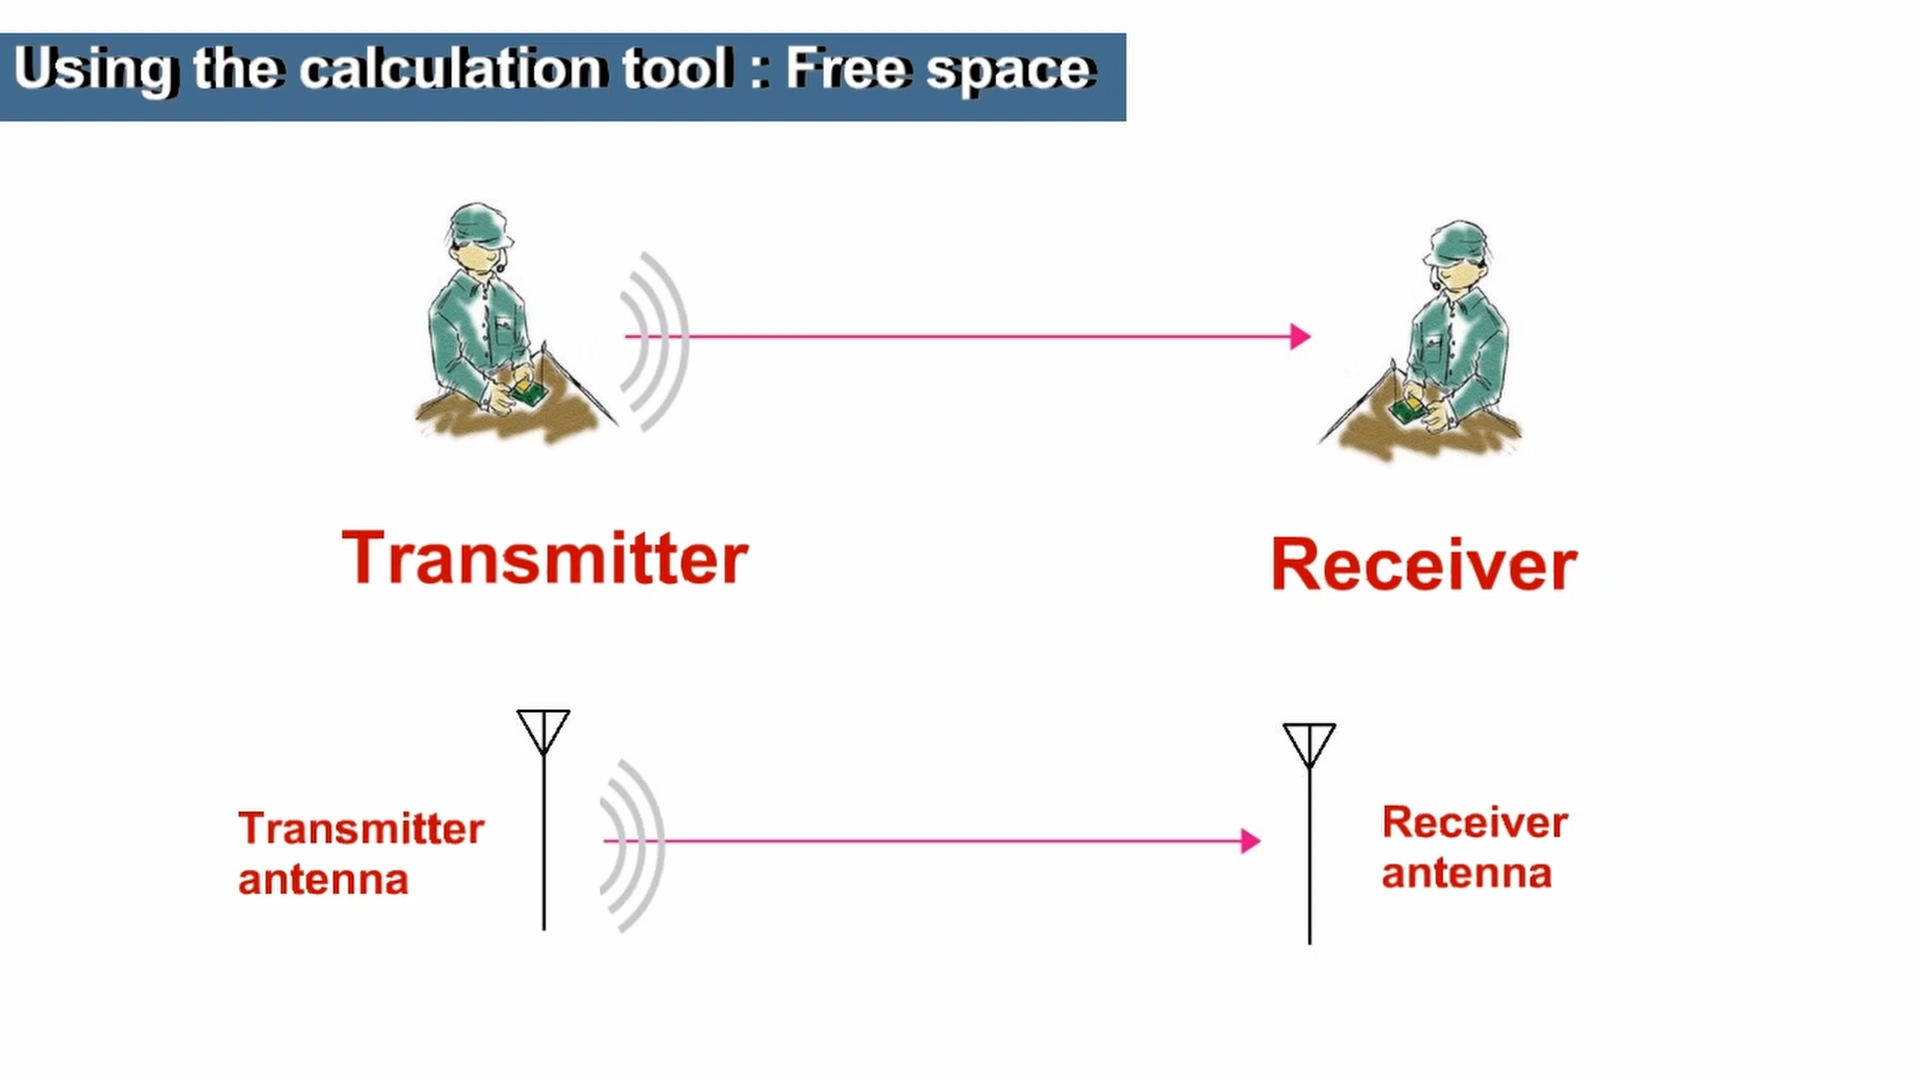 Using the calculation tool : Free space
Transmitter
Receiver
Transmitter
antenna
Receiver
antenna